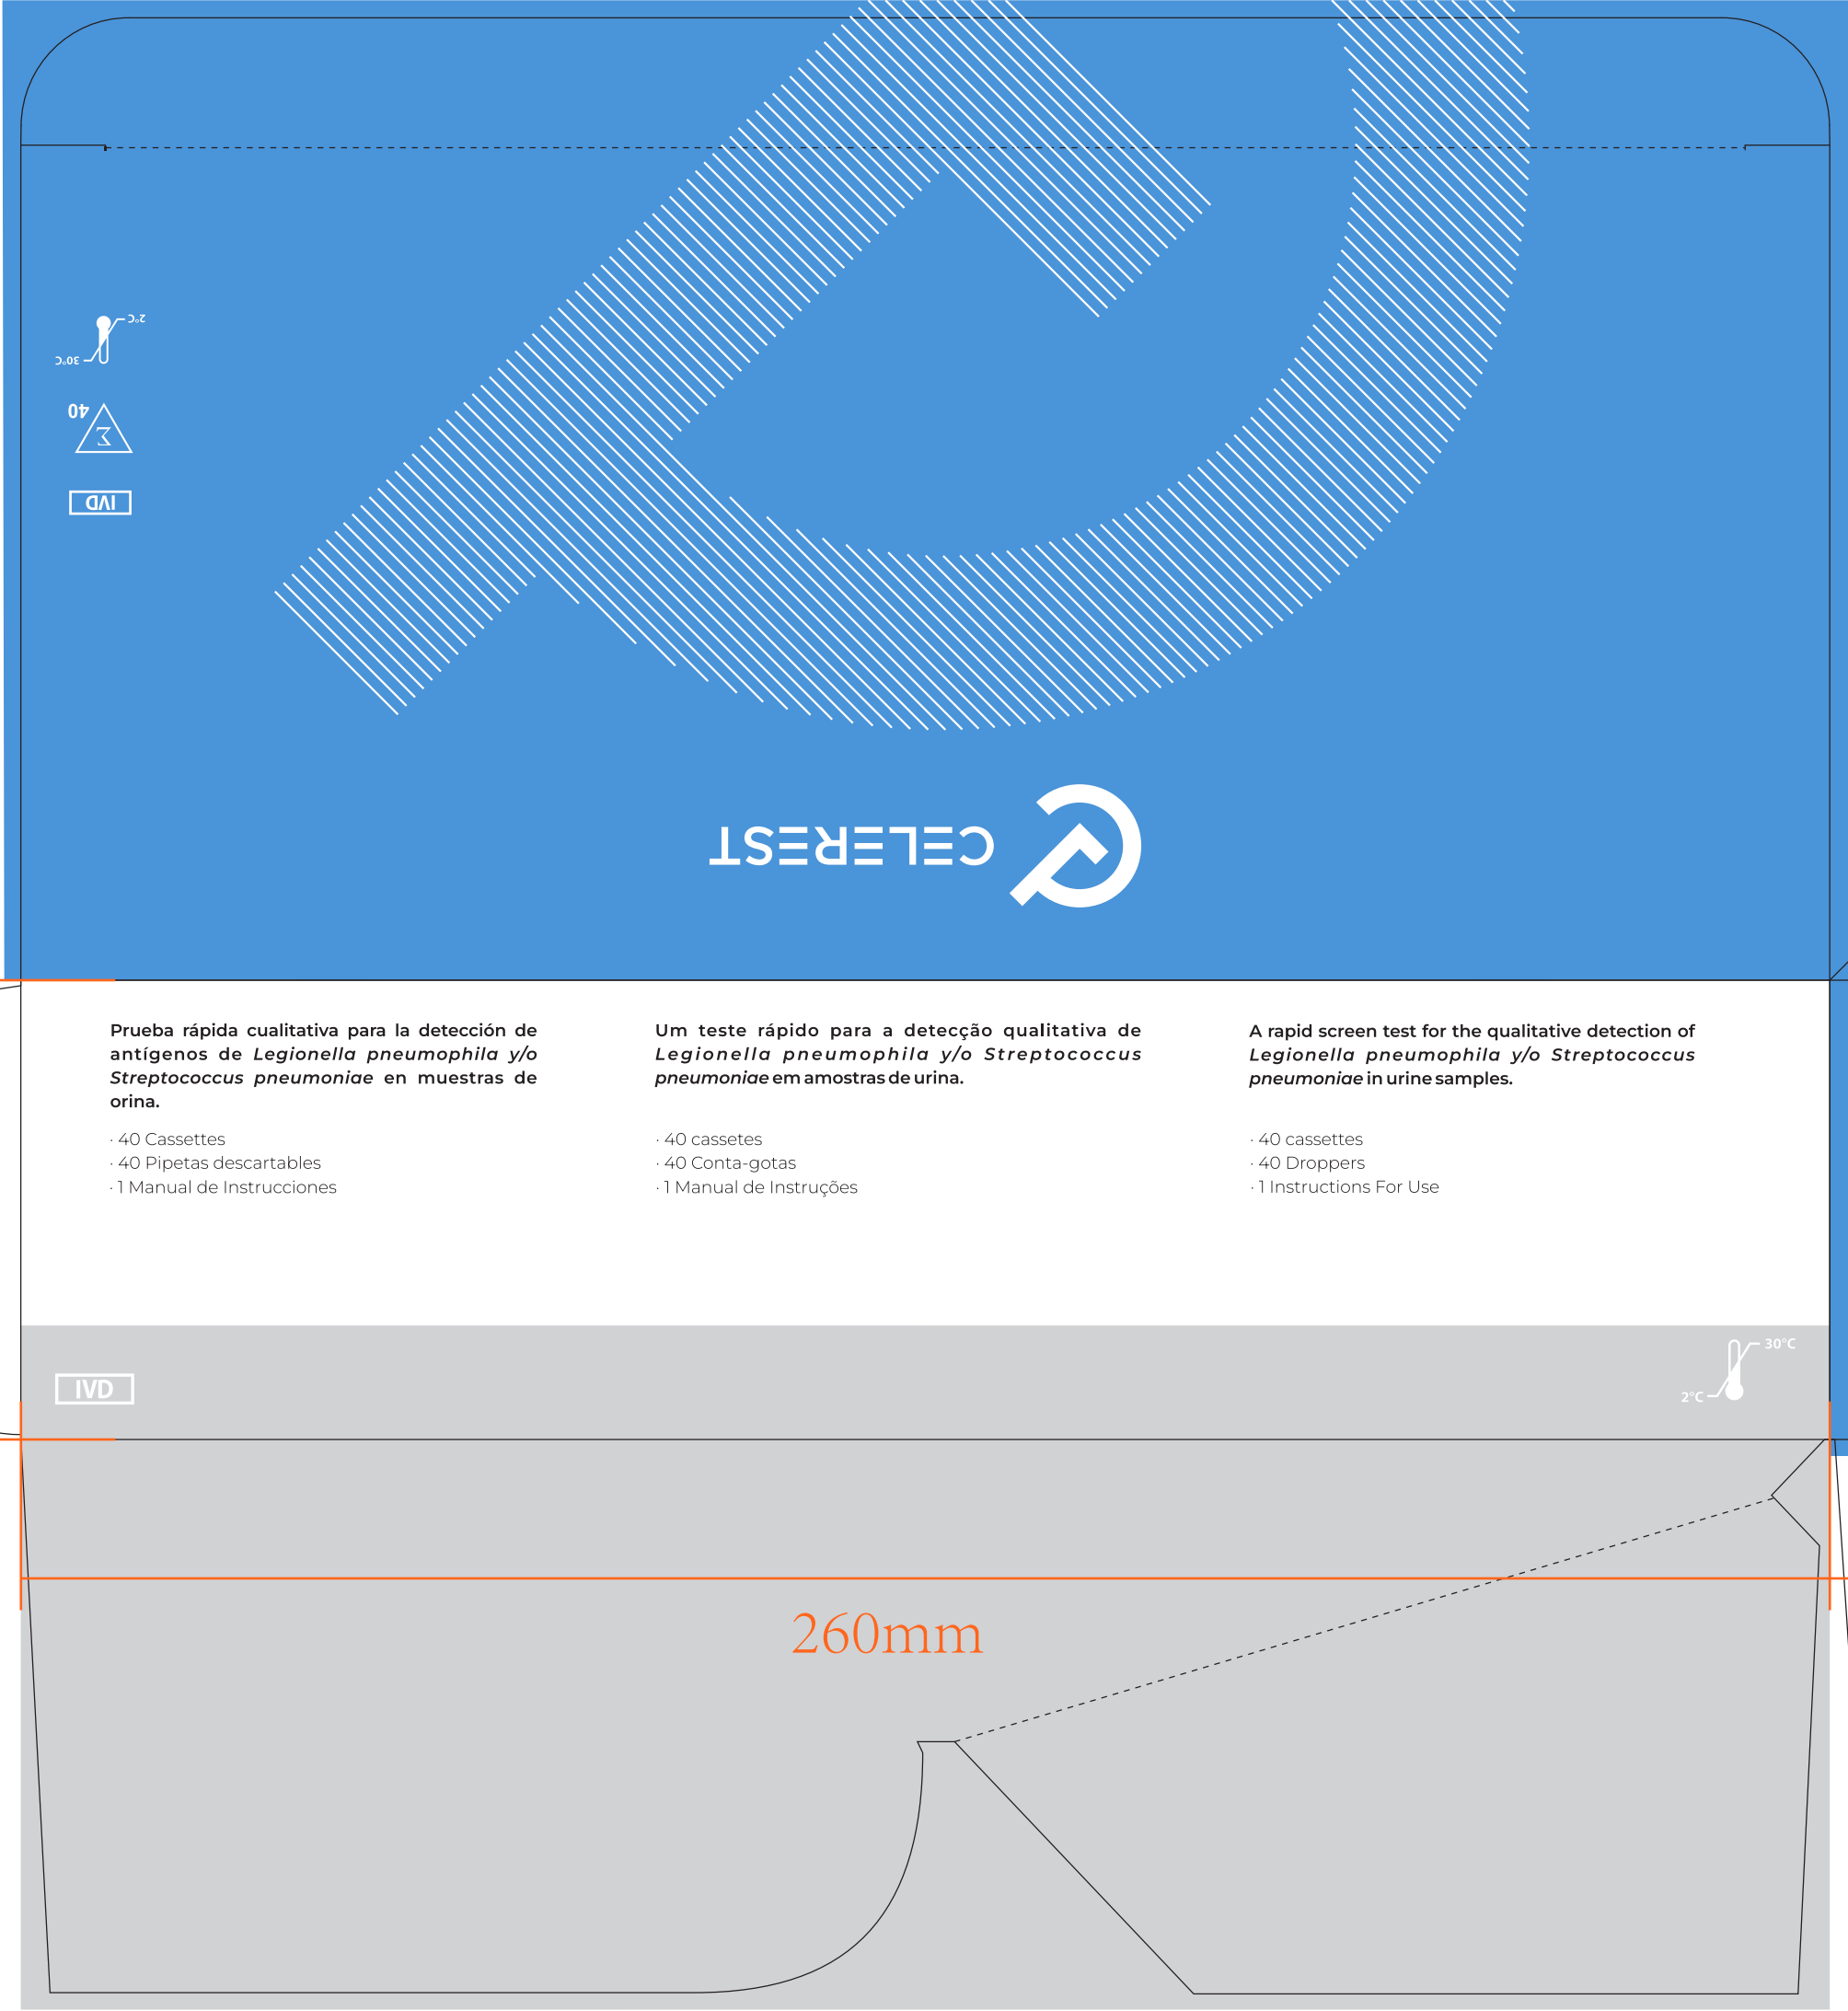 2°C
30°C
40
Σ
IVD
CELEREST
Prueba rápida cualitativa para la detección de
antígenos de Legionella pneumophila y/o
Streptococcus pneumoniae en muestras de
orina.
· 40 Cassettes
· 40 Pipetas descartables
· 1 Manual de Instrucciones
Um teste rápido para a detecção qualitativa de
Legionella pneumophila y/o Streptococcus
pneumoniae em amostras de urina.
· 40 cassetes
· 40 Conta-gotas
· 1 Manual de Instruções
A rapid screen test for the qualitative detection of
Legionella pneumophila y/o Streptococcus
pneumoniae in urine samples.
· 40 cassettes
· 40 Droppers
· 1 Instructions For Use
IVD
30°C
2°C
260mm